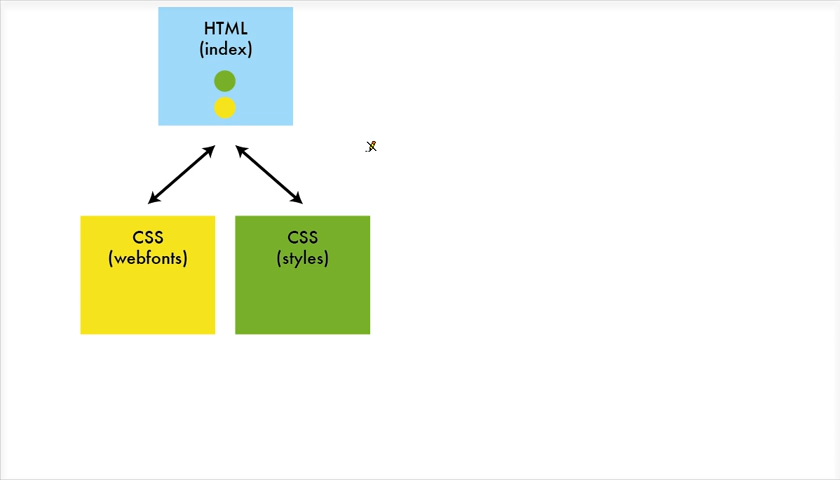 HTML
(index)
CSS
(webfonts)
CSS
(styles)